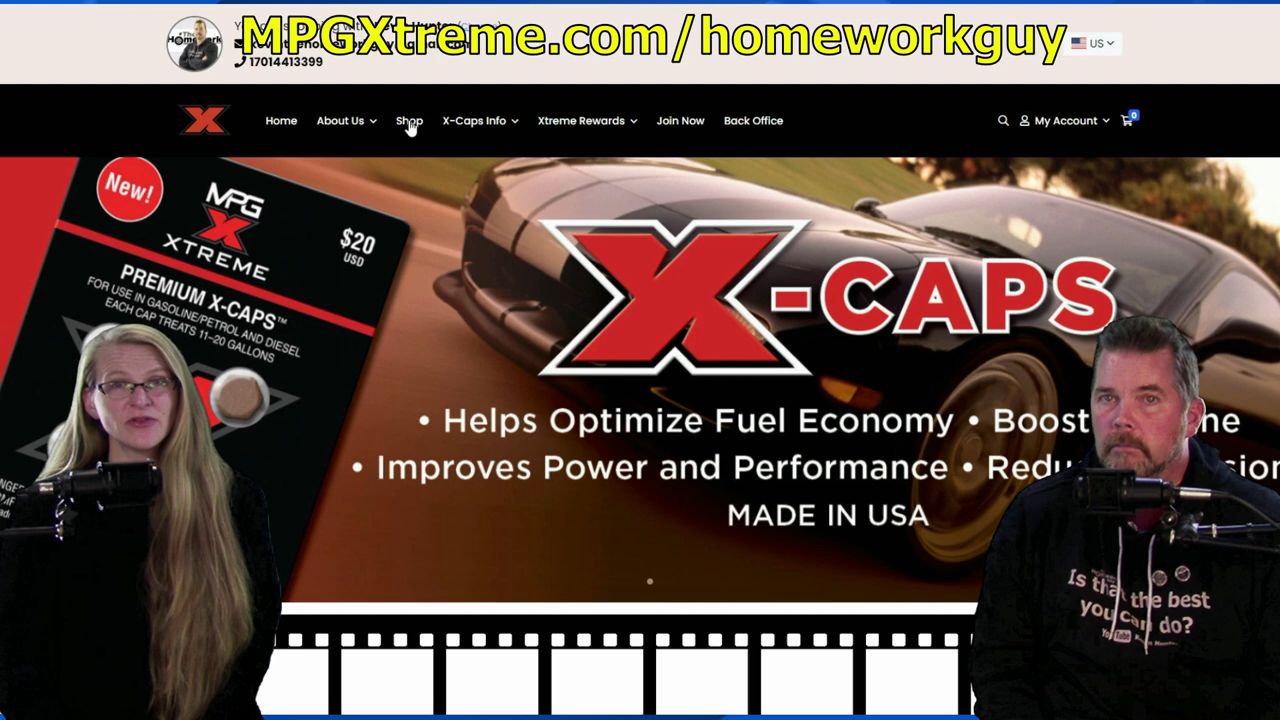 MPGXtreme.com/homeworkguy
17014413399
US
Home About Us Shop X-Caps Info Xtreme Rewards Join Now Back Office My Account 0
New!
MPG
X
XTREME
$20
USD
PREMIUM X-CAPS™
FOR USE IN GASOLINE/PETROL AND DIESEL
EACH CAP TREATS 11–20 GALLONS
X-CAPS
• Helps Optimize Fuel Economy • Boost
• Improves Power and Performance •
MADE IN USA
Is that the best
you can do?